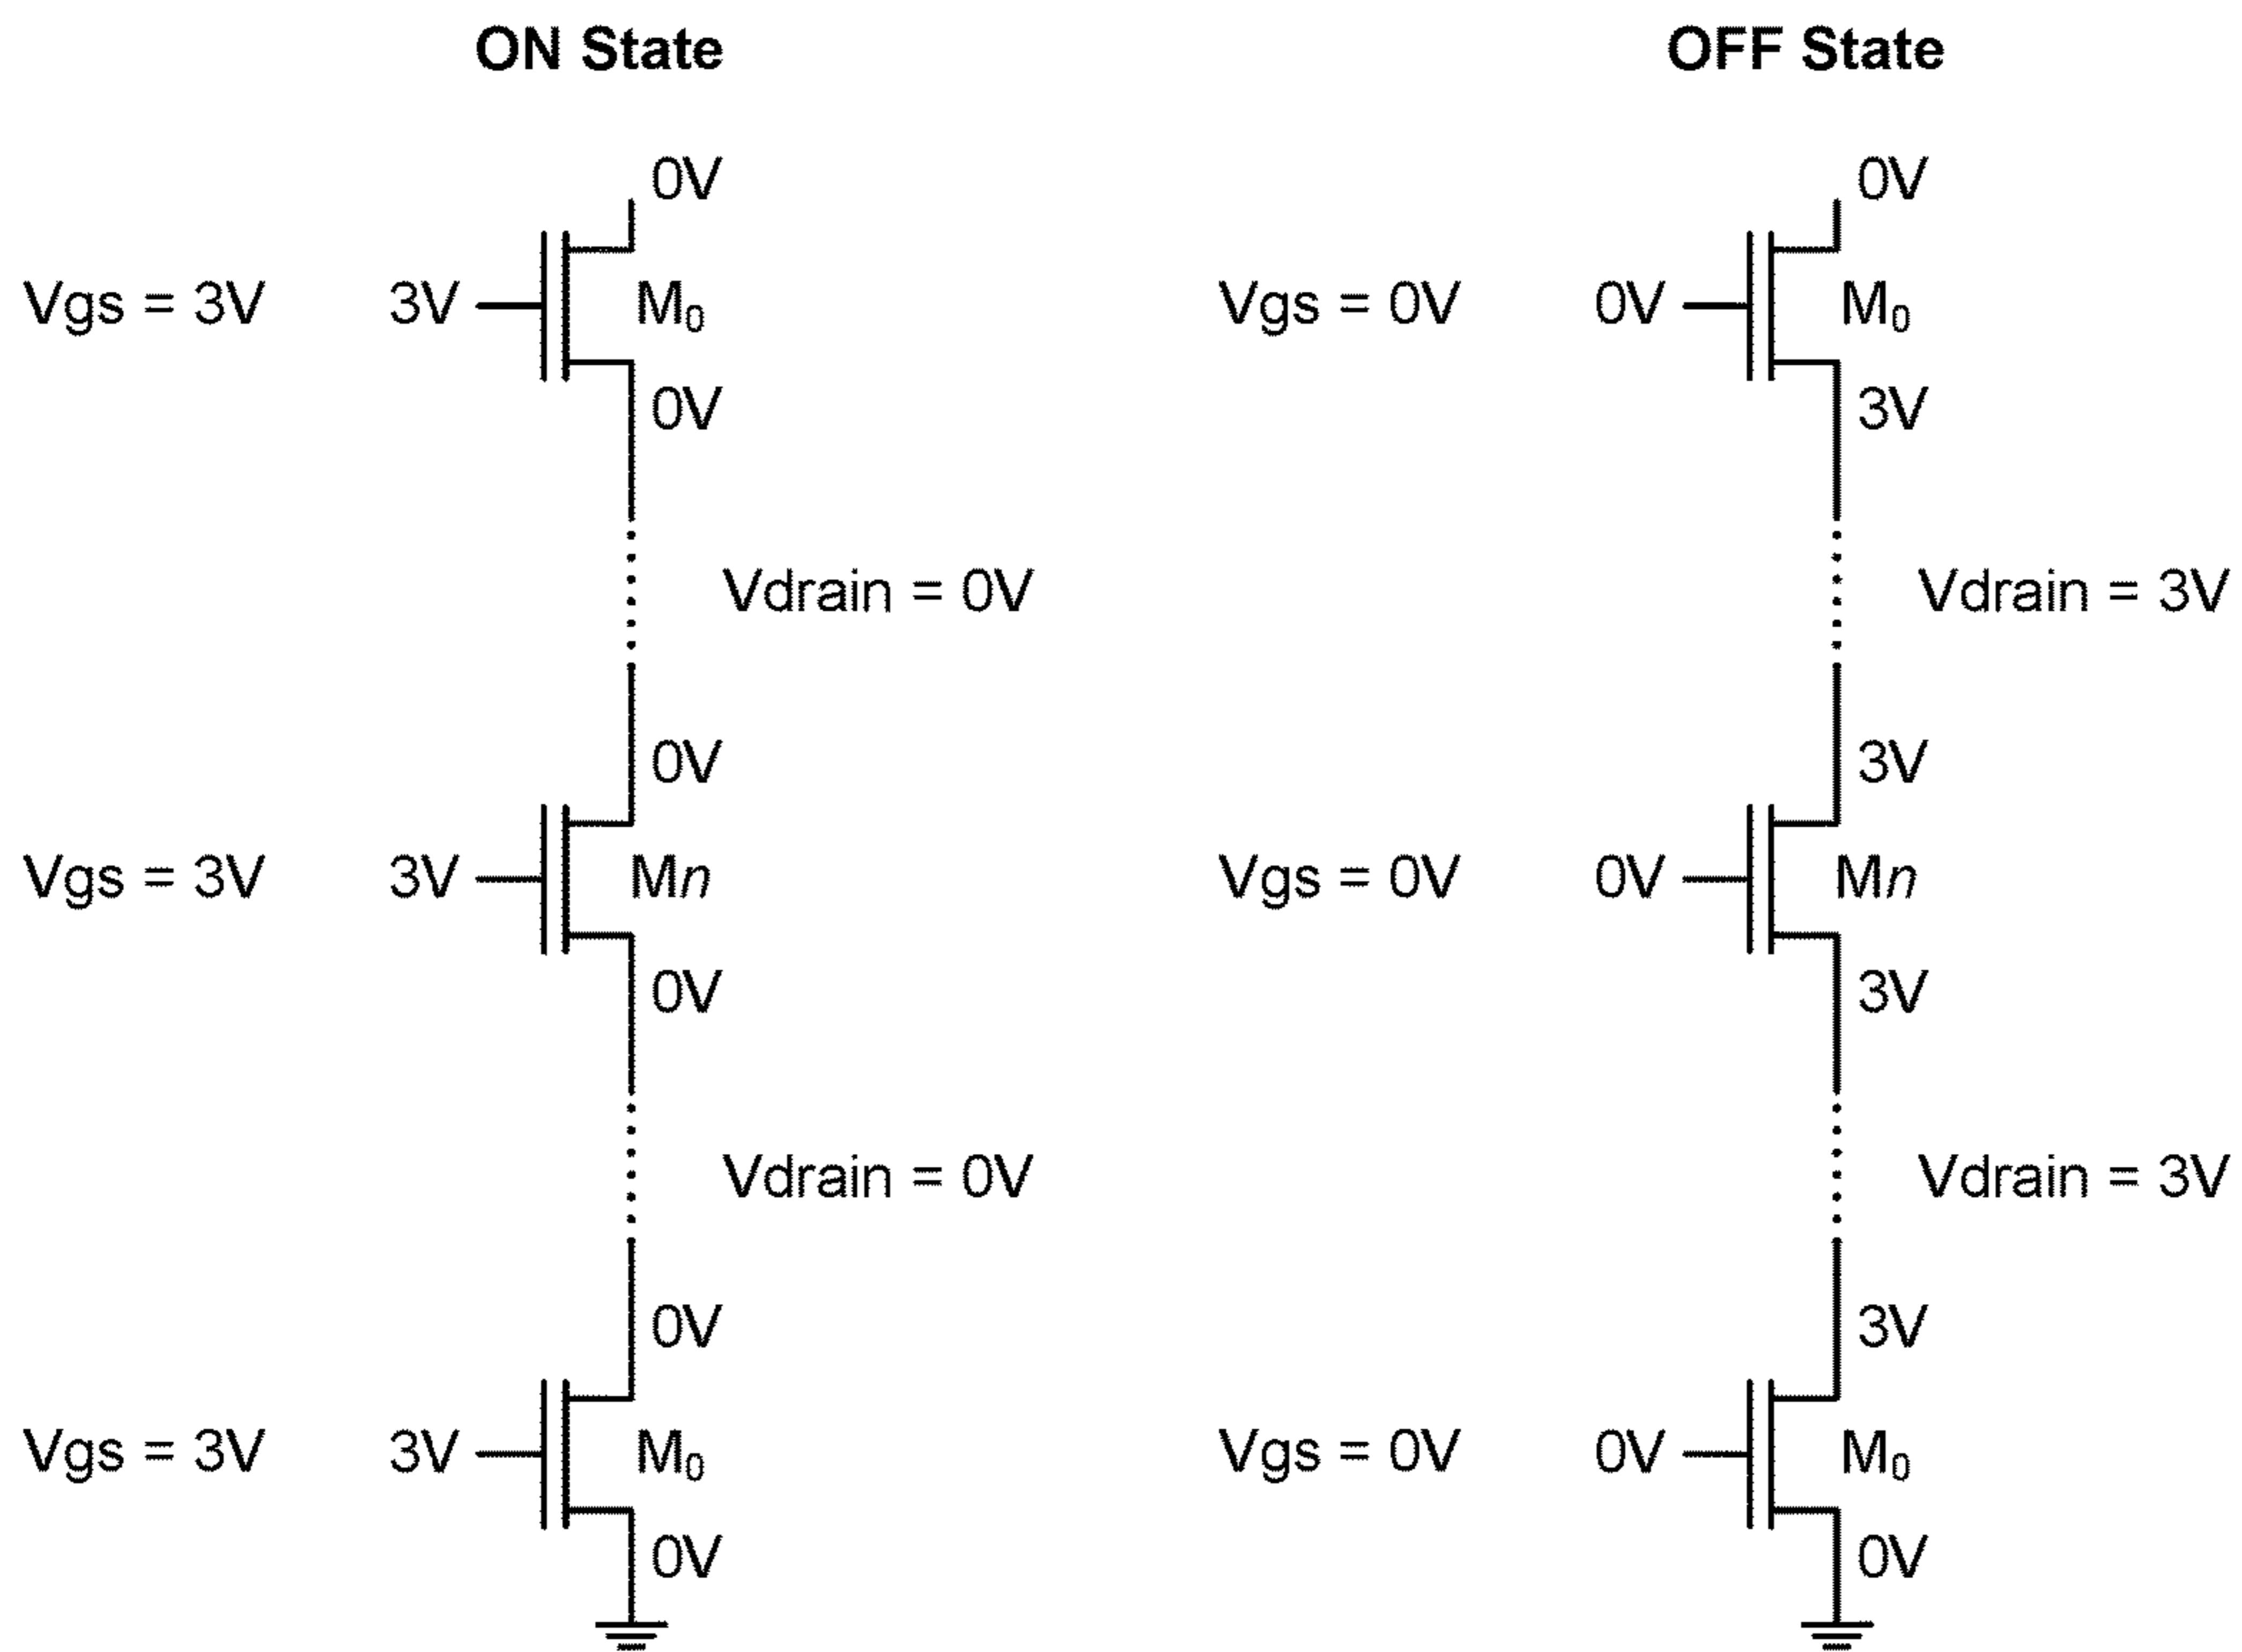 ON State
OFF State
0V
0V
Vgs = 3V 3V M₀
Vgs = 0V 0V M₀
0V
3V
Vdrain = 0V
Vdrain = 3V
0V
3V
Vgs = 3V 3V Mn
Vgs = 0V 0V Mn
0V
3V
Vdrain = 0V
Vdrain = 3V
0V
3V
Vgs = 3V 3V M₀
Vgs = 0V 0V M₀
0V
0V